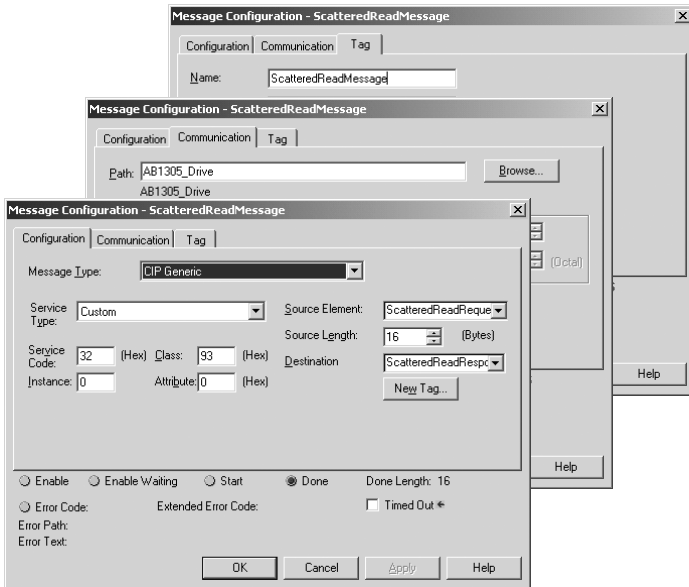 Message Configuration - ScatteredReadMessage
Configuration Communication Tag
Name: ScatteredReadMessage
Message Configuration - ScatteredReadMessage
Configuration Communication Tag
Path: AB1305_Drive Browse...
AB1305_Drive
(Octal)
Help
Help
Message Configuration - ScatteredReadMessage
Configuration Communication Tag
Message Type: CIP Generic
Service Type: Custom
Source Element: ScatteredReadReque
Source Length: 16 (Bytes)
Service Code: 32 (Hex) Class: 93 (Hex)
Destination ScatteredReadRespo
Instance: 0 Attribute: 0 (Hex)
New Tag...
Enable Enable Waiting Start Done Done Length: 16
Error Code: Extended Error Code: Timed Out
Error Path:
Error Text:
OK Cancel Apply Help